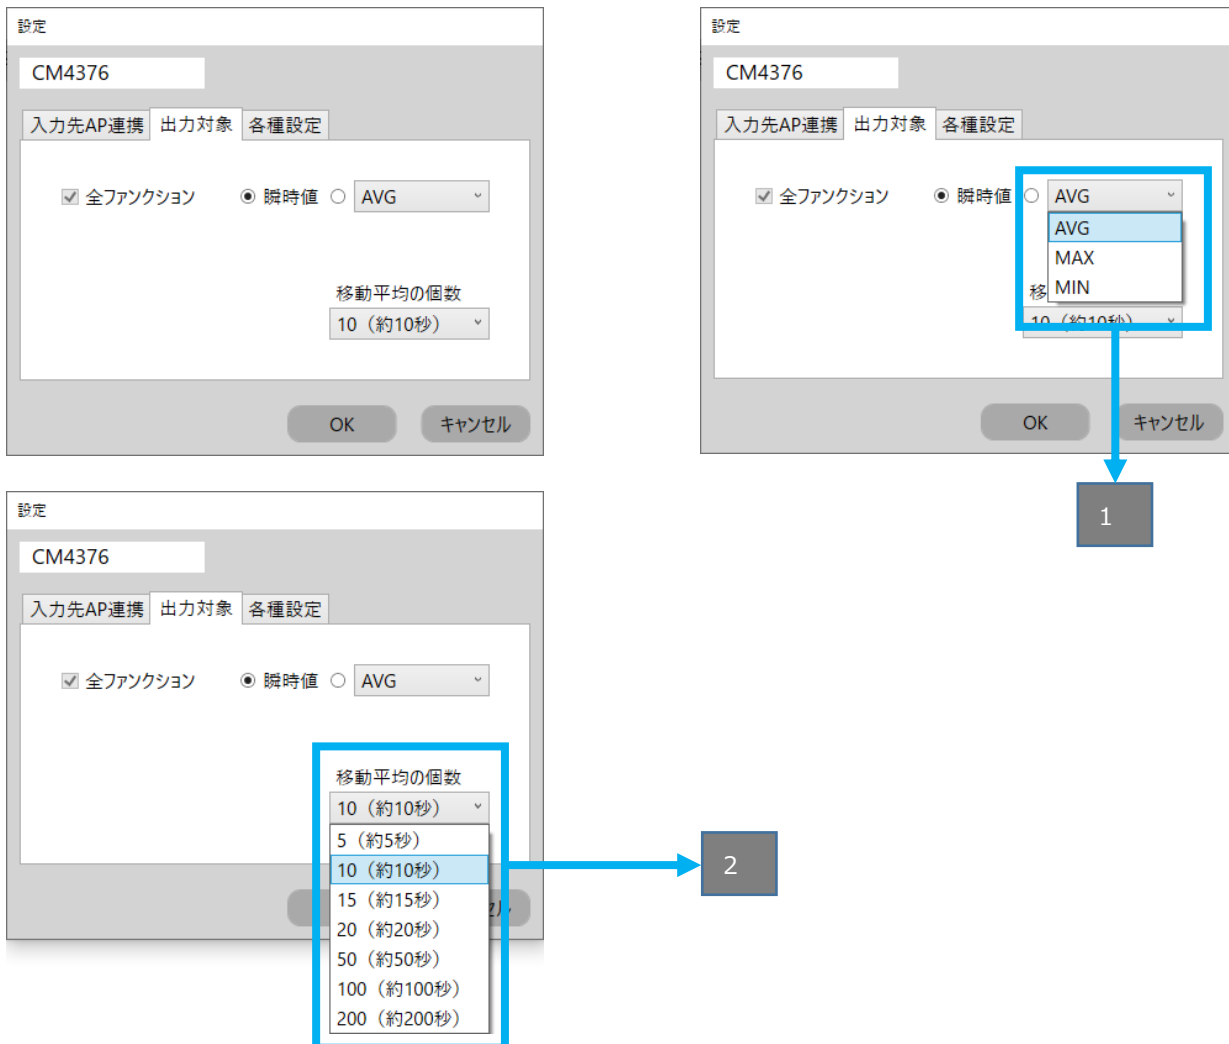 設定
CM4376
入力先AP連携 出力対象 各種設定
全ファンクション 瞬時値 AVG
移動平均の個数
10（約10秒）
OK キャンセル
設定
CM4376
入力先AP連携 出力対象 各種設定
全ファンクション 瞬時値 AVG
AVG
MAX
移 MIN
10（約10秒）
OK キャンセル
1
設定
CM4376
入力先AP連携 出力対象 各種設定
全ファンクション 瞬時値 AVG
移動平均の個数
10（約10秒）
5（約5秒）
10（約10秒）
15（約15秒）
20（約20秒）
50（約50秒）
100（約100秒）
200（約200秒）
2